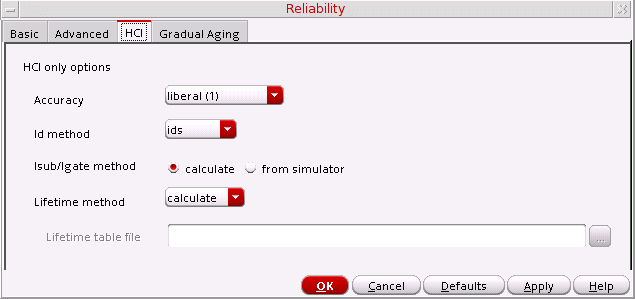 Reliability
Basic Advanced HCI Gradual Aging
HCI only options
Accuracy liberal (1)
Id method ids
Isub/Igate method calculate from simulator
Lifetime method calculate
Lifetime table file ...
OK Cancel Defaults Apply Help